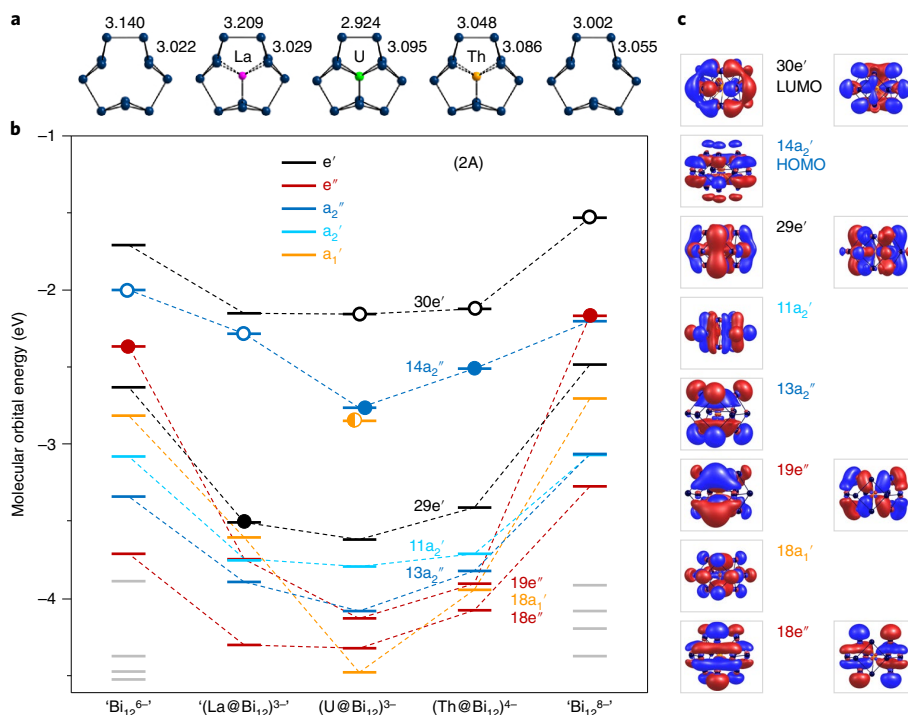 a
3.140 3.209 2.924 3.048 3.002
3.022 La 3.029 U 3.095 Th 3.086 3.055
b
Molecular orbital energy (eV)
–1
–2
–3
–4
e′
e″
a₂″
a₂′
a₁′
(2A)
30e′
14a₂″
29e′
11a₂′
13a₂″
19e″
18a₁′
18e″
‘Bi₁₂⁶⁻’ ‘(La@Bi₁₂)³⁻’ (U@Bi₁₂)³⁻ (Th@Bi₁₂)⁴⁻ ‘Bi₁₂⁸⁻’
c
30e′
LUMO
14a₂′
HOMO
29e′
11a₂′
13a₂″
19e″
18a₁′
18e″